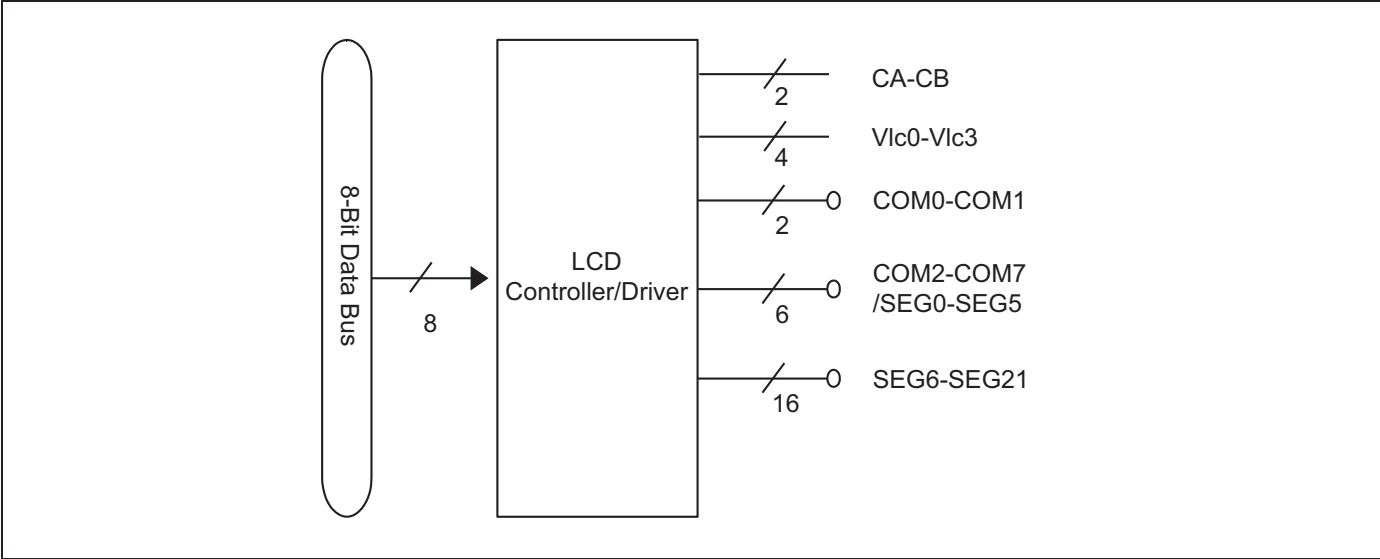 8-Bit Data Bus
8
LCD
Controller/Driver
2
CA-CB
4
Vlc0-Vlc3
2
COM0-COM1
6
COM2-COM7
/SEG0-SEG5
16
SEG6-SEG21